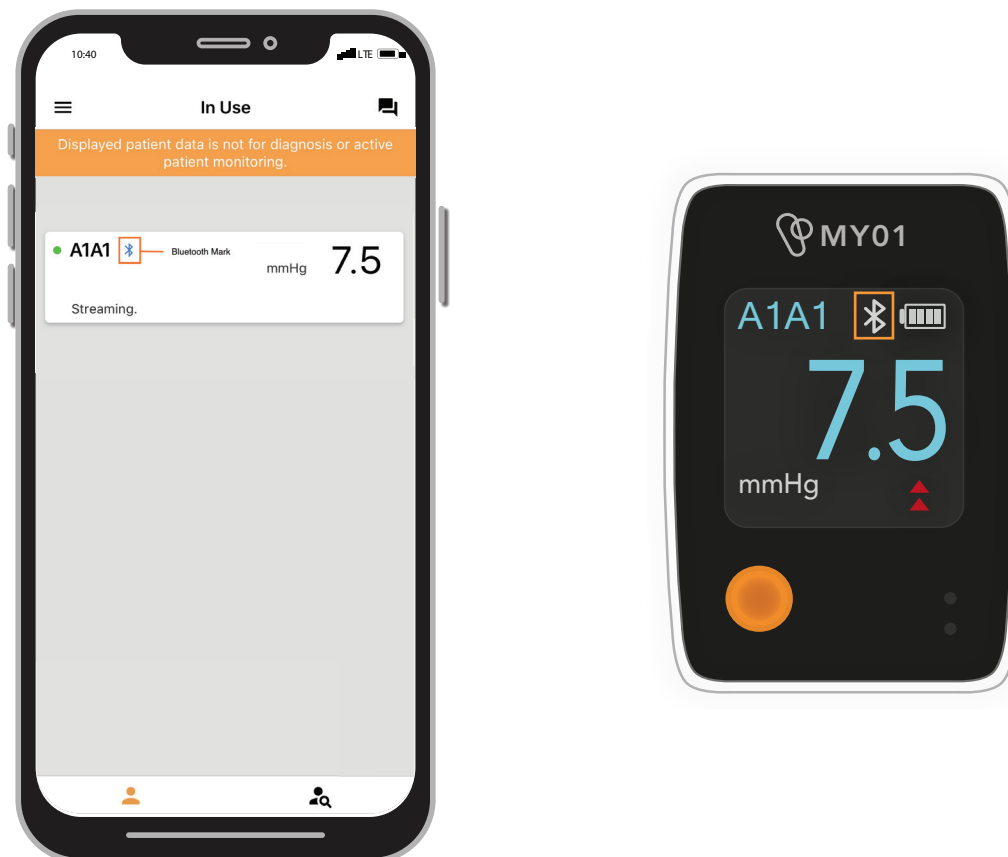 10:40
LTE
In Use
Displayed patient data is not for diagnosis or active
patient monitoring.
A1A1
Bluetooth Mark
mmHg
7.5
Streaming.
MY01
A1A1
7.5
mmHg